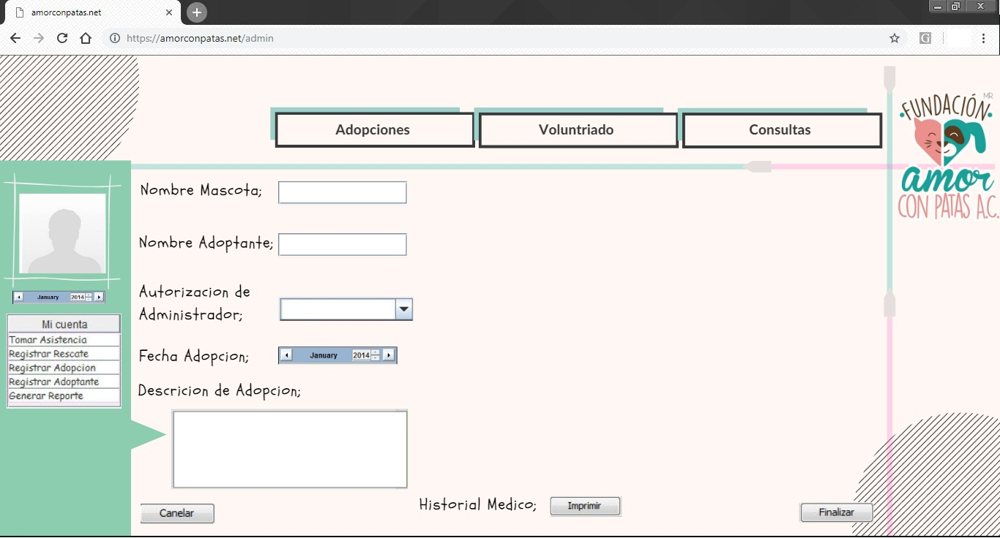 amorconpatas.net
https://amorconpatas.net/admin
G
Adopciones
Voluntriado
Consultas
FUNDACIÓN MR
amor
CON PATAS A.C.
January 2014
Mi cuenta
Tomar Asistencia
Registrar Rescate
Registrar Adopcion
Registrar Adoptante
Generar Reporte
Nombre Mascota;
Nombre Adoptante;
Autorizacion de
Administrador;
Fecha Adopcion;
January 2014
Descricion de Adopcion;
Historial Medico;
Imprimir
Canelar
Finalizar